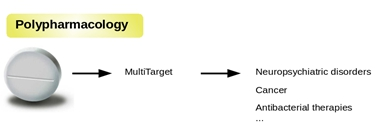 Polypharmacology
MultiTarget
Neuropsychiatric disorders
Cancer
Antibacterial therapies
...